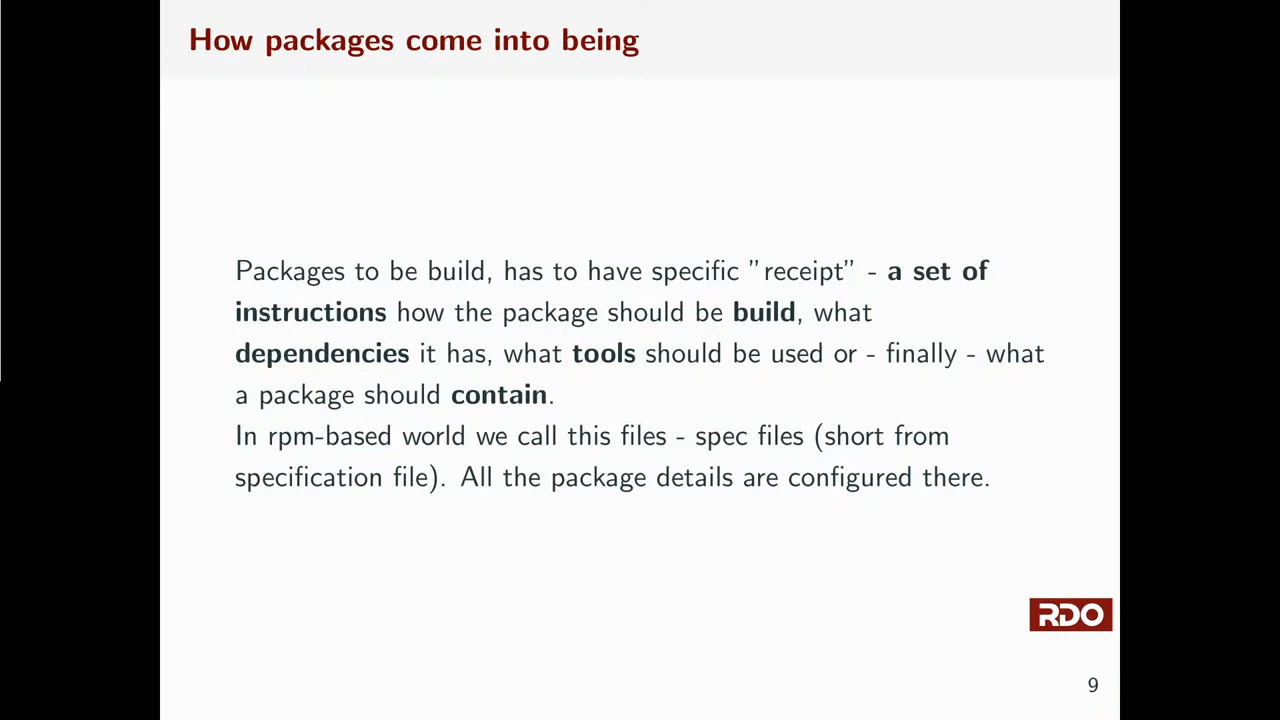 How packages come into being
Packages to be build, has to have specific ”receipt” - a set of
instructions how the package should be build, what
dependencies it has, what tools should be used or - finally - what
a package should contain.
In rpm-based world we call this files - spec files (short from
specification file). All the package details are configured there.
RDO
9